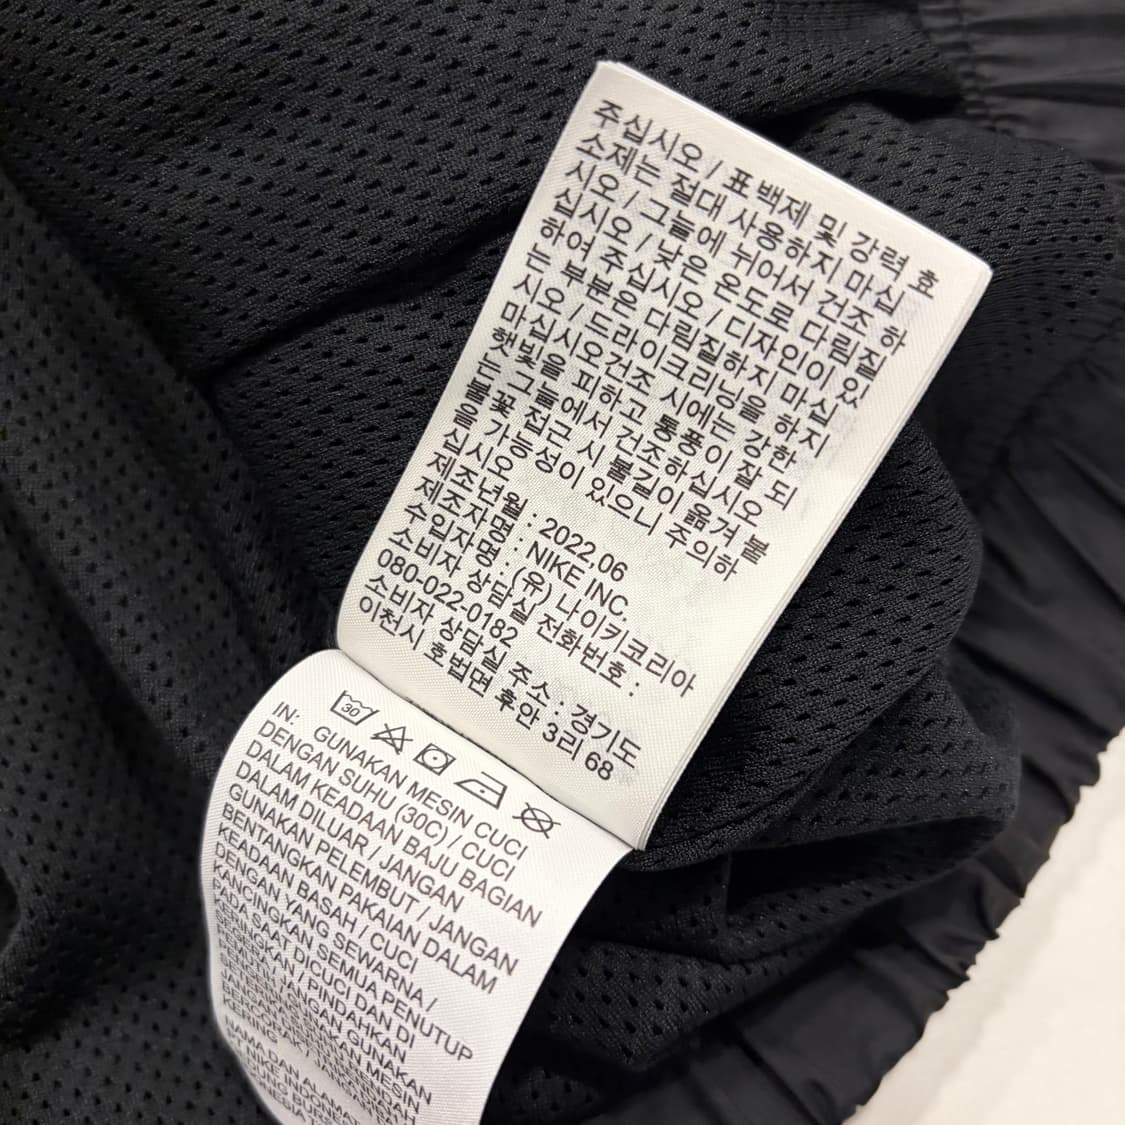 주십시오 / 표백제 및 강력 효
소제는 절대 사용하지 마십
시오 / 그늘에 뉘어서 건조 하
십시오 / 낮은 온도로 다림질
하여 주십시오 / 디자인이 있
는 부분은 다림질하지 마십
시오 / 드라이크리닝을 하지
마십시오건조 시에는 강한
햇빛을 피하고 통풍이 잘 되
는 그늘에서 건조하십시오
불꽃 접근 시 불길이 옮겨 붙
을 가능성이 있으니 주의하
십시오
제조년월 : 2022.06
제조자명 : NIKE INC,
수입자명 : (유) 나이키코리아
소비자 상담실 전화번호 :
080-022-0182
소비자 상담실 주소 : 경기도
이천시 호법면 후안 3리 68
30
IN: GUNAKAN MESIN CUCI
DENGAN SUHU (30C) / CUCI
DALAM KEADAAN BAJU BAGIAN
DALAM DILUAR / JANGAN
GUNAKAN PELEMBUT / JANGAN
BENTANGKAN PAKAIAN DALAM
KEADAAN BASAH / CUCI
DENGAN YANG SEWARNA /
PANCINGKAN SEMUA PENUTUP
PADA SAAT DICUCI DAN DI
KERINGKAN / PINDAHKAN
SEGERA / JANGAN GUNAKAN